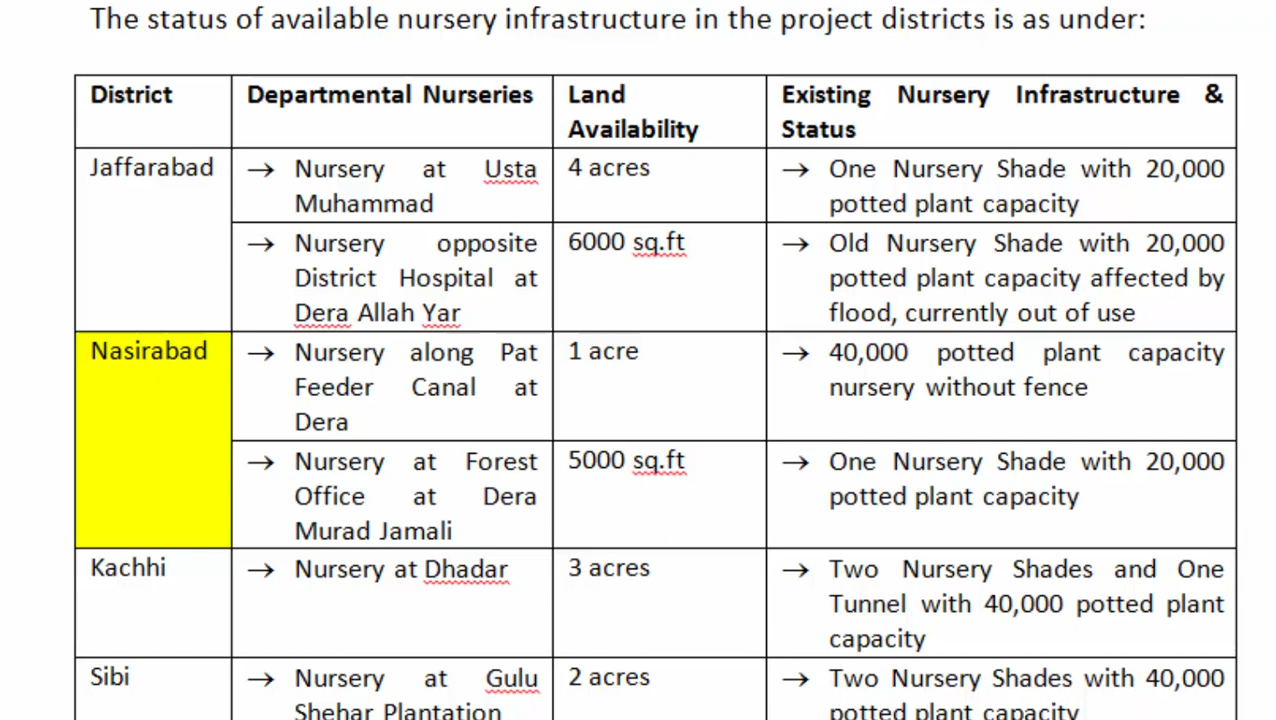 The status of available nursery infrastructure in the project districts is as under:
District
Departmental Nurseries
Land
Availability
Existing Nursery Infrastructure &
Status
Jaffarabad
→ Nursery at Usta
Muhammad
4 acres
→ One Nursery Shade with 20,000
potted plant capacity
→ Nursery opposite
District Hospital at
Dera Allah Yar
6000 sq.ft
→ Old Nursery Shade with 20,000
potted plant capacity affected by
flood, currently out of use
Nasirabad
→ Nursery along Pat
Feeder Canal at
Dera
1 acre
→ 40,000 potted plant capacity
nursery without fence
→ Nursery at Forest
Office at Dera
Murad Jamali
5000 sq.ft
→ One Nursery Shade with 20,000
potted plant capacity
Kachhi
→ Nursery at Dhadar
3 acres
→ Two Nursery Shades and One
Tunnel with 40,000 potted plant
capacity
Sibi
→ Nursery at Gulu
Shehar Plantation
2 acres
→ Two Nursery Shades with 40,000
potted plant capacity